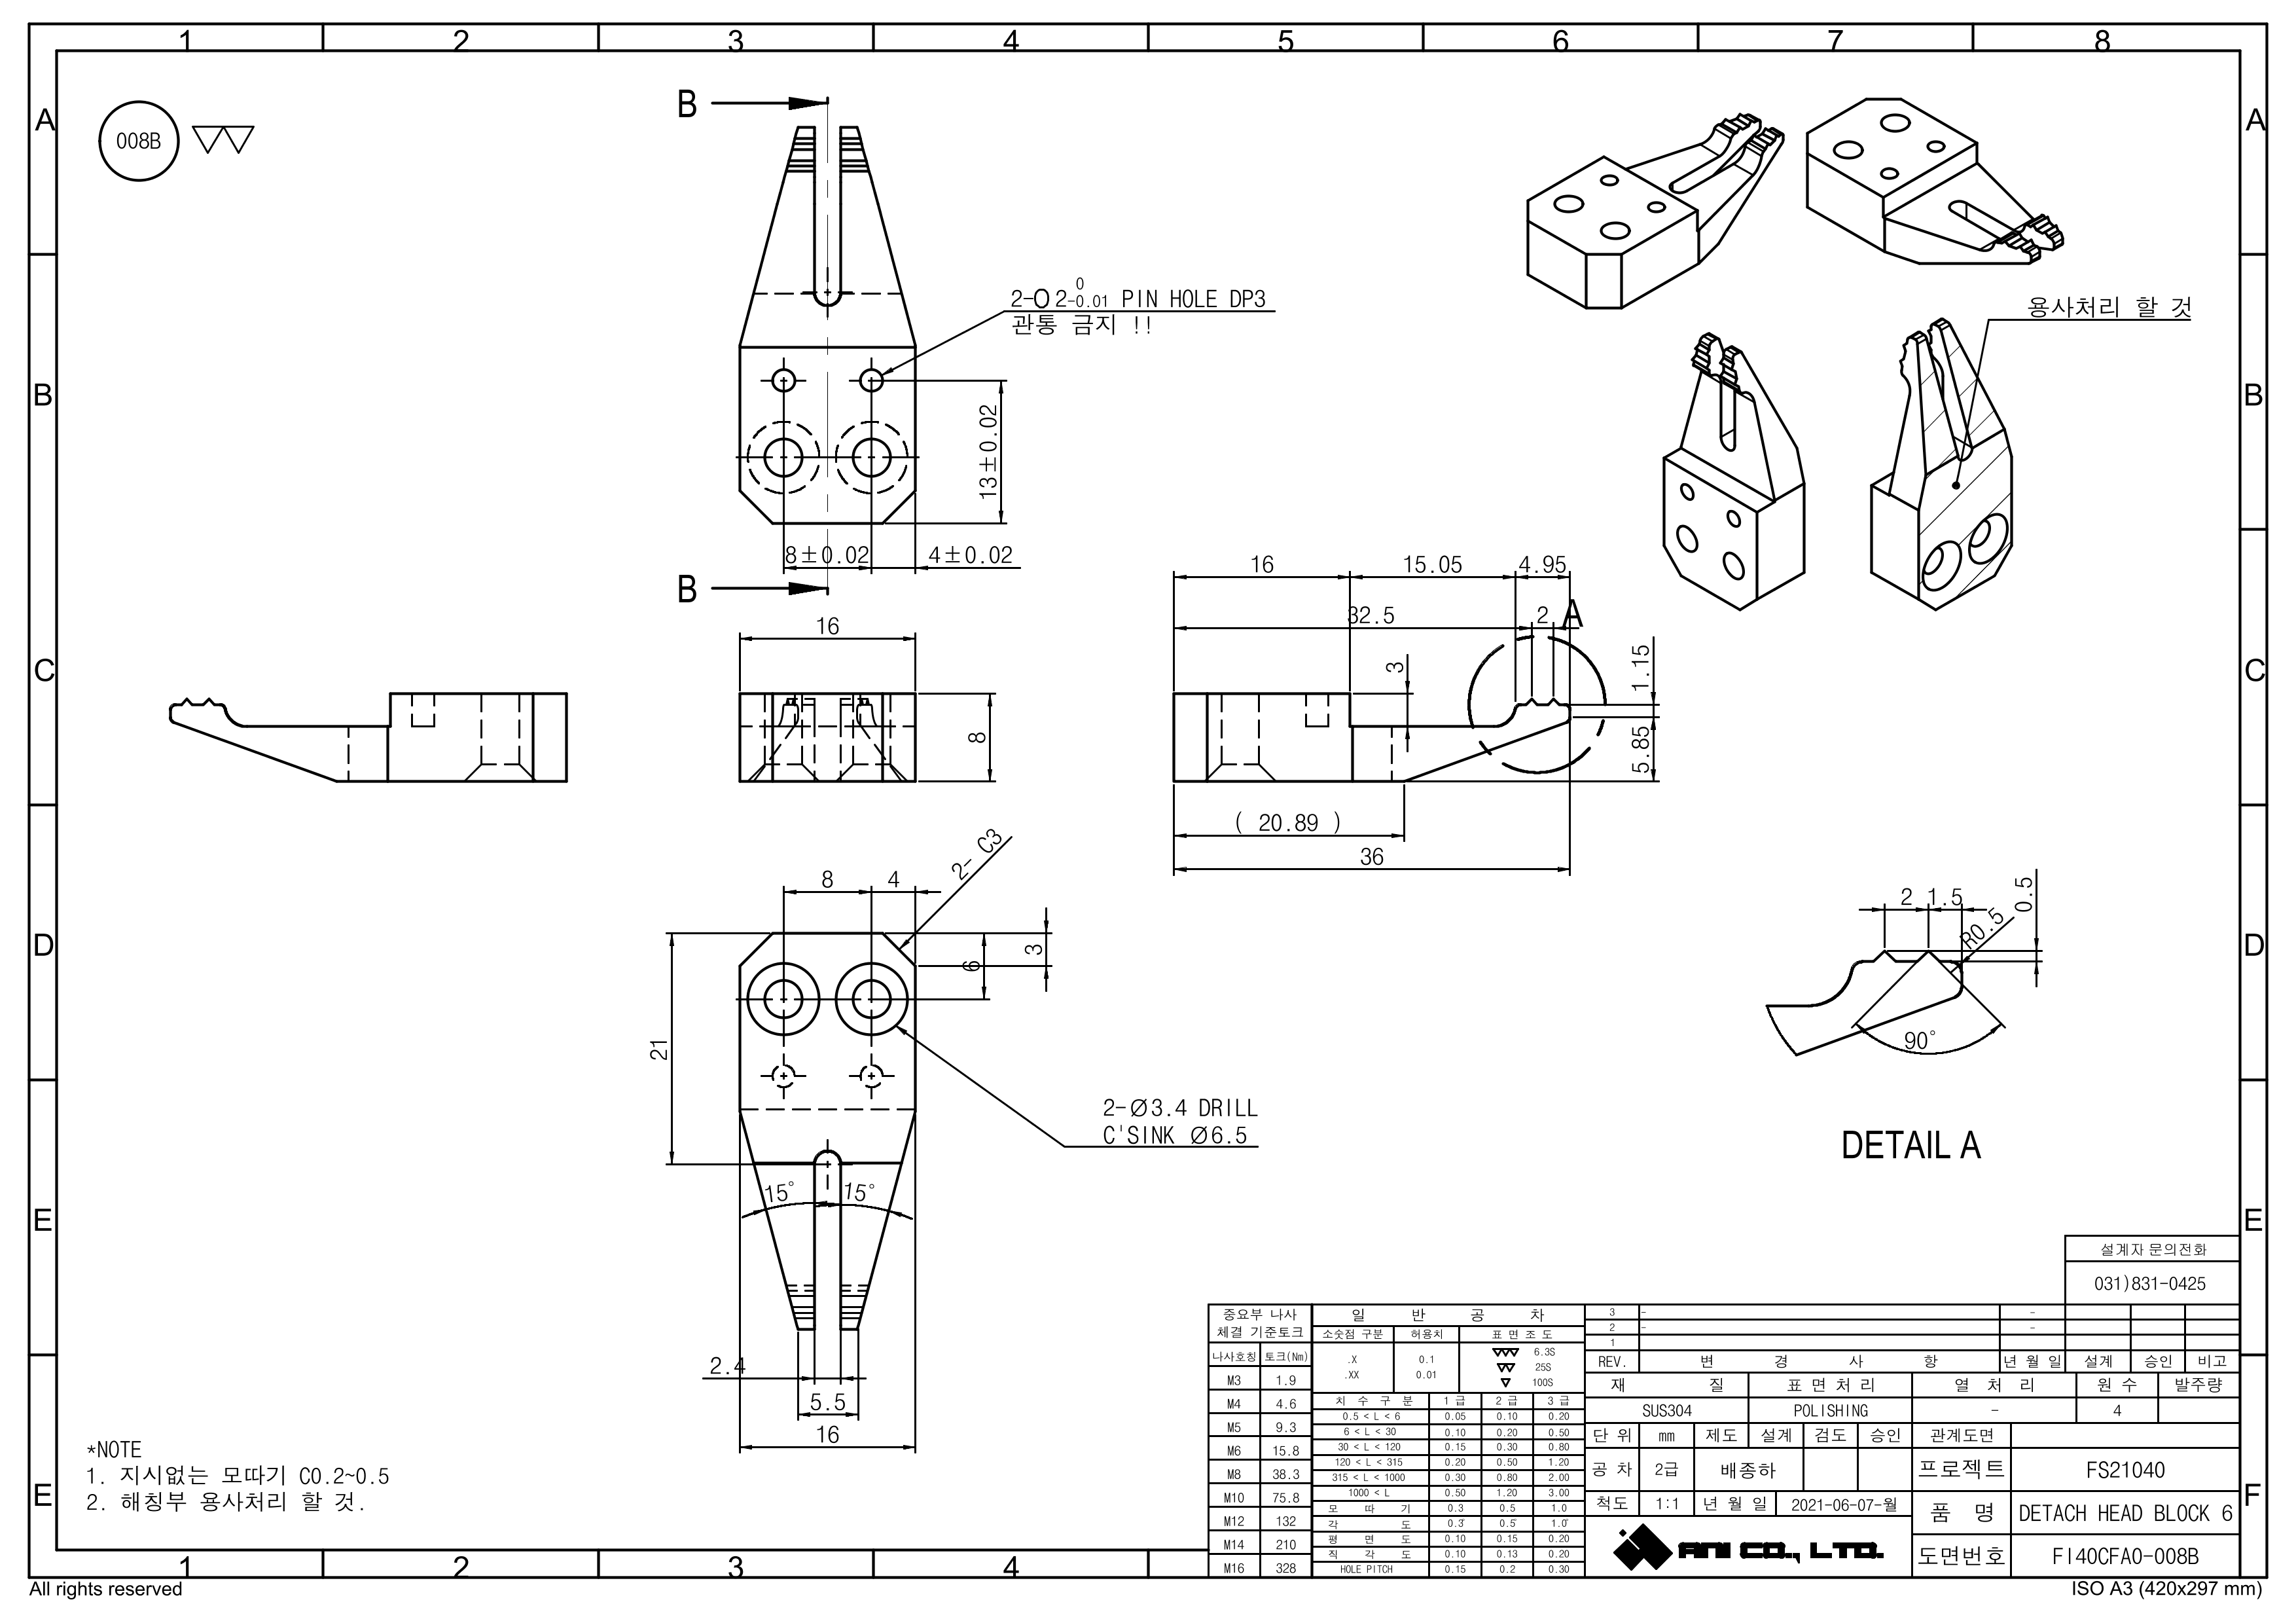 1 2 3 4 5 6 7 8
A
A
B
B
C
C
D
D
E
E
E
F
008B
B
2-O 2 0 -0.01 PIN HOLE DP3
관통 금지 !!
13±0.02
8±0.02
4±0.02
B
용사처리 할 것
16
8
16
15.05
4.95
32.5
2
A
3
1.15
5.85
( 20.89 )
36
8
4
2- C3
3
6
21
2-Ø3.4 DRILL
C'SINK Ø6.5
15°
15°
2.4
5.5
16
2
1.5
0.5
R0.5
90°
DETAIL A
*NOTE
1. 지시없는 모따기 C0.2~0.5
2. 해칭부 용사처리 할 것.
설계자 문의전화
031)831-0425
중요부 나사
체결 기준토크
나사호칭 토크(Nm)
M3 1.9
M4 4.6
M5 9.3
M6 15.8
M8 38.3
M10 75.8
M12 132
M14 210
M16 328
일 반 공 차
소숫점 구분 허용치 표 면 조 도
.X 0.1 6.3S
.XX 0.01 25S
100S
치 수 구 분 1 급 2 급 3 급
0.5 < L < 6 0.05 0.10 0.20
6 < L < 30 0.10 0.20 0.50
30 < L < 120 0.15 0.30 0.80
120 < L < 315 0.20 0.50 1.20
315 < L < 1000 0.30 0.80 2.00
1000 < L 0.50 1.20 3.00
모 따 기 0.3 0.5 1.0
각 도 0.3° 0.5° 1.0°
평 면 도 0.10 0.15 0.20
직 각 도 0.10 0.13 0.20
HOLE PITCH 0.15 0.2 0.30
3 - -
2 - -
1
REV. 변 경 사 항 년 월 일 설계 승인 비고
재 질 표 면 처 리 열 처 리 원 수 발주량
SUS304 POLISHING - 4
단 위 mm 제도 설계 검도 승인 관계도면
공 차 2급 배종하 프로젝트 FS21040
척도 1:1 년 월 일 2021-06-07-월 품 명 DETACH HEAD BLOCK 6
ANI CO., LTD. 도면번호 FI40CFA0-008B
1 2 3 4
All rights reserved
ISO A3 (420x297 mm)